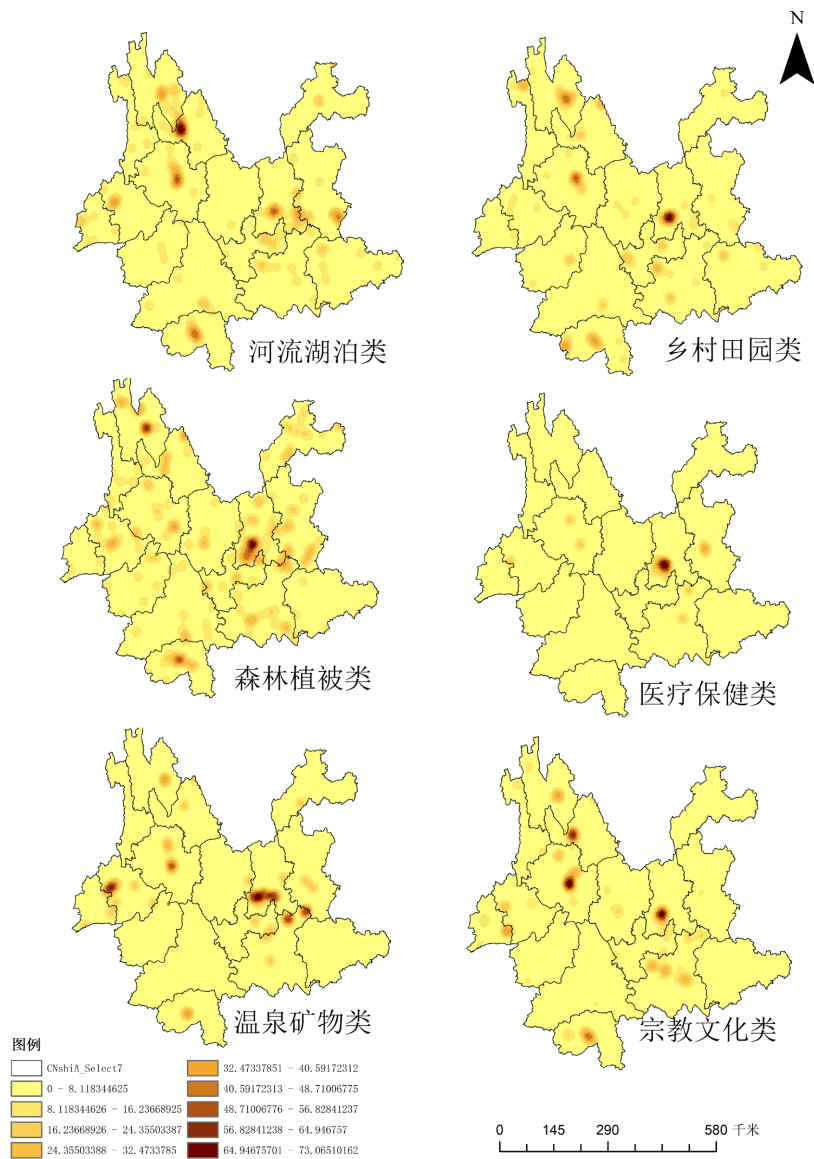 N
河流湖泊类
乡村田园类
森林植被类
医疗保健类
温泉矿物类
宗教文化类
图例
CNshiA_Select7
0 - 8.118344625
8.118344626 - 16.23668925
16.23668926 - 24.35503387
24.35503388 - 32.4733785
32.47337851 - 40.59172312
40.59172313 - 48.71006775
48.71006776 - 56.82841237
56.82841238 - 64.946757
64.94675701 - 73.06510162
0 145 290 580 千米